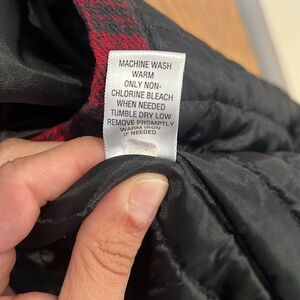 MACHINE WASH
WARM
ONLY NON-
CHLORINE BLEACH
WHEN NEEDED
TUMBLE DRY LOW
REMOVE PROMPTLY
WARM IRON
IF NEEDED